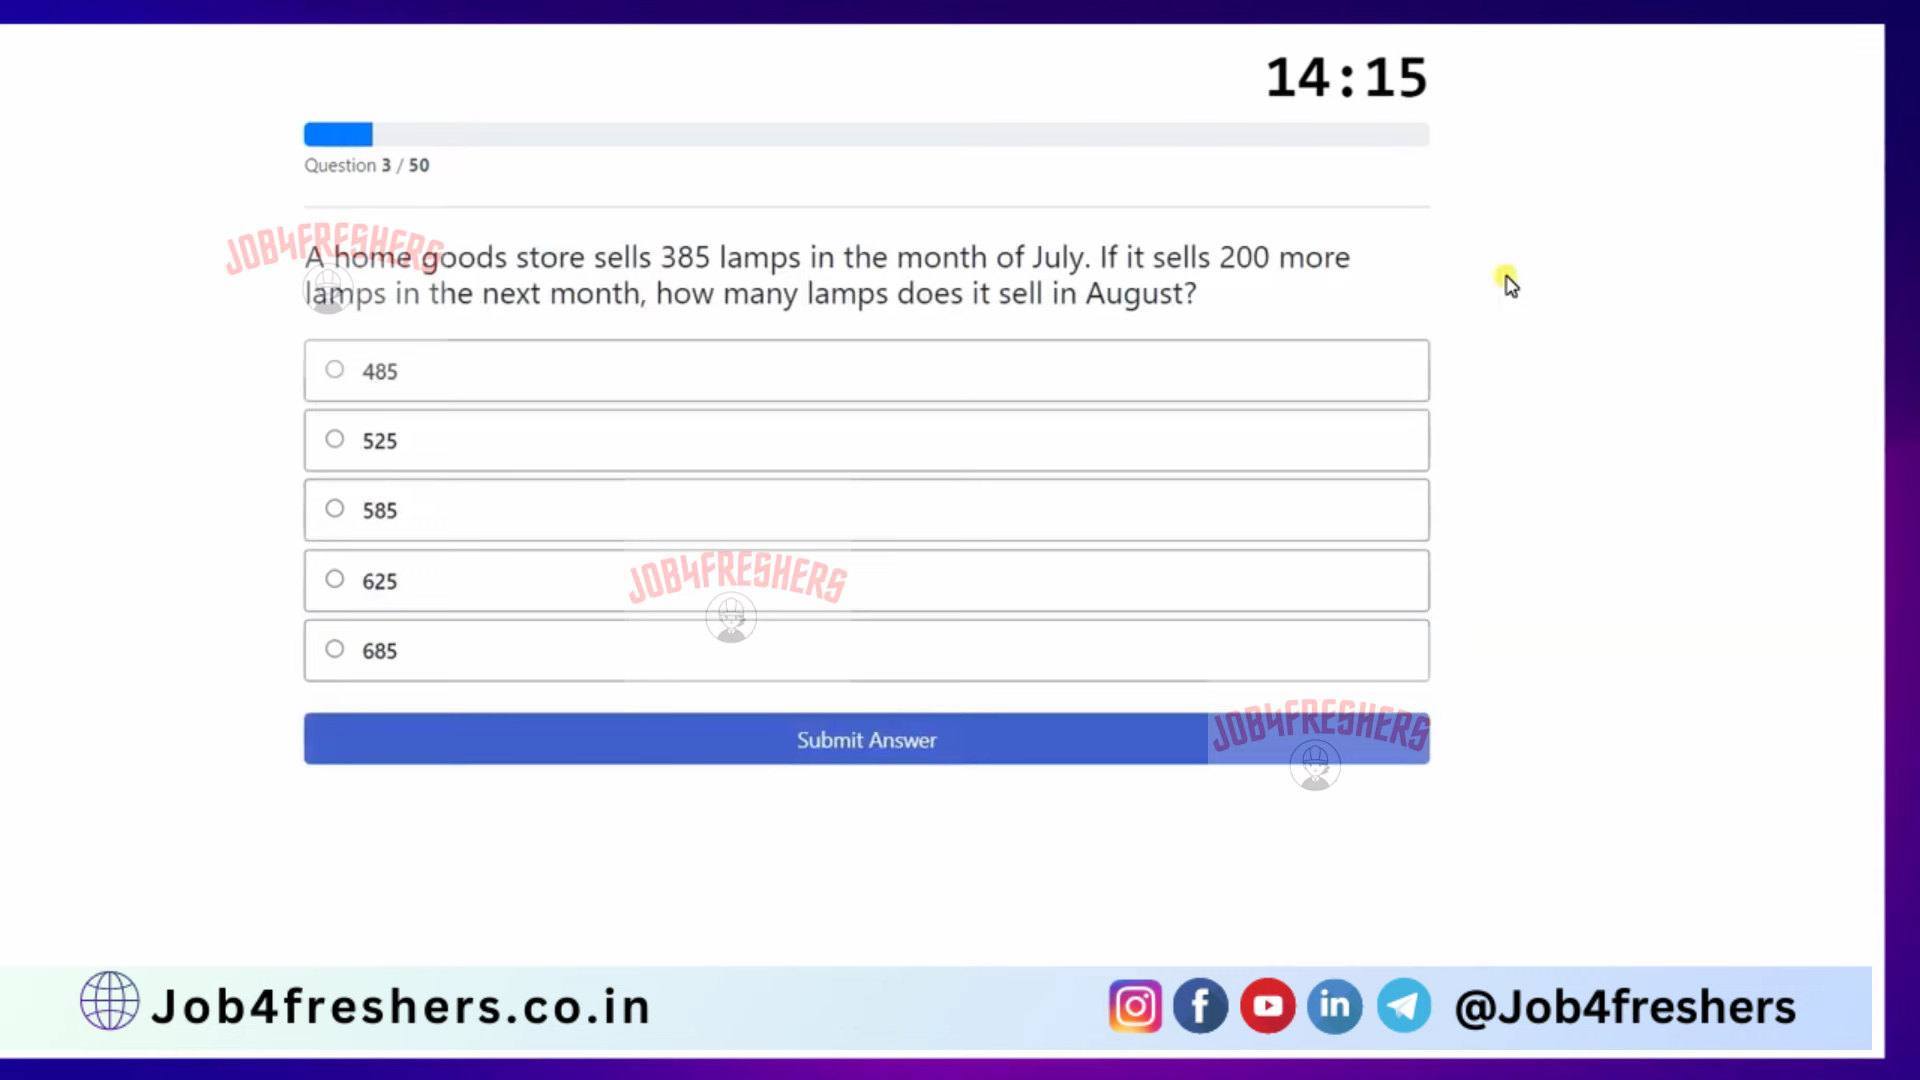 14:15
Question 3 / 50
JOB4FRESHERS
A home goods store sells 385 lamps in the month of July. If it sells 200 more
lamps in the next month, how many lamps does it sell in August?
485
525
585
625
JOB4FRESHERS
685
Submit Answer
JOB4FRESHERS
Job4freshers.co.in
@Job4freshers